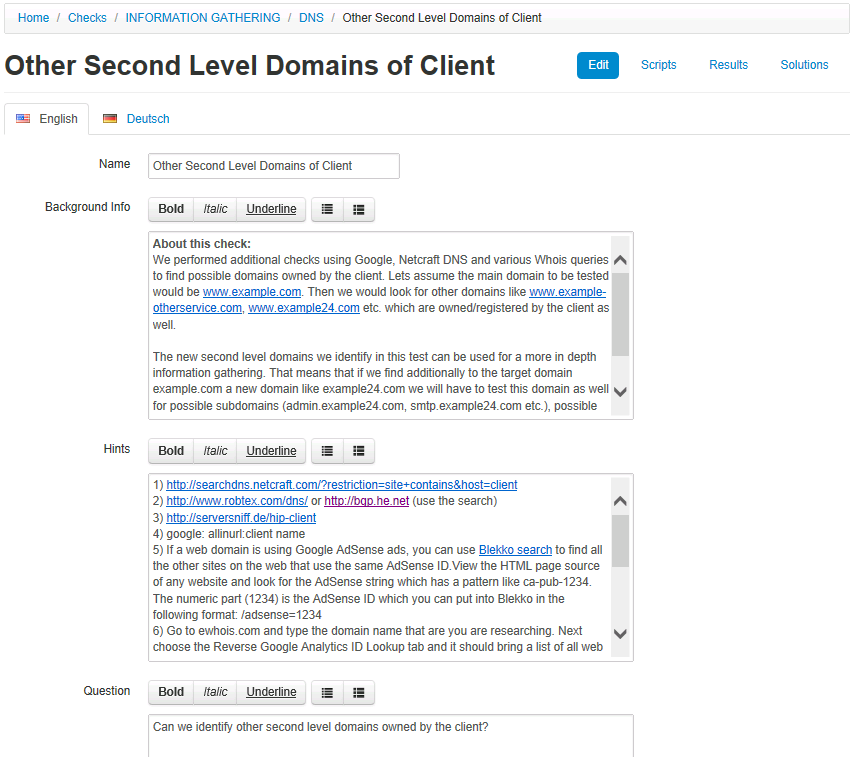 Home / Checks / INFORMATION GATHERING / DNS / Other Second Level Domains of Client
Other Second Level Domains of Client
Edit Scripts Results Solutions
English Deutsch
Name Other Second Level Domains of Client
Background Info Bold Italic Underline
About this check:
We performed additional checks using Google, Netcraft DNS and various Whois queries
to find possible domains owned by the client. Lets assume the main domain to be tested
would be www.example.com. Then we would look for other domains like www.example-
otherservice.com, www.example24.com etc. which are owned/registered by the client as
well.
The new second level domains we identify in this test can be used for a more in depth
information gathering. That means that if we find additionally to the target domain
example.com a new domain like example24.com we will have to test this domain as well
for possible subdomains (admin.example24.com, smtp.example24.com etc.), possible
Hints Bold Italic Underline
1) http://searchdns.netcraft.com/?restriction=site+contains&host=client
2) http://www.robtex.com/dns/ or http://bgp.he.net (use the search)
3) http://serversniff.de/hip-client
4) google: allinurl:client name
5) If a web domain is using Google AdSense ads, you can use Blekko search to find all
the other sites on the web that use the same AdSense ID.View the HTML page source
of any website and look for the AdSense string which has a pattern like ca-pub-1234.
The numeric part (1234) is the AdSense ID which you can put into Blekko in the
following format: /adsense=1234
6) Go to ewhois.com and type the domain name that are you are researching. Next
choose the Reverse Google Analytics ID Lookup tab and it should bring a list of all web
Question Bold Italic Underline
Can we identify other second level domains owned by the client?